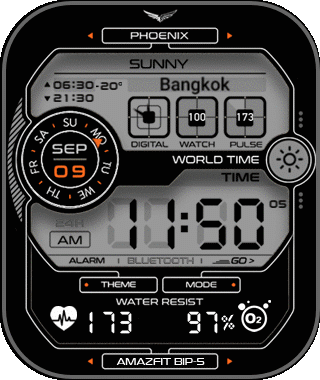 PHOENIX
SUNNY
▲06:30-20°
▼21:30
Bangkok
100
173
DIGITAL WATCH PULSE
SU MO TU WE TH FR SA
SEP
09
WORLD TIME
TIME
24H
AM
11:50 05
ALARM BLUETOOTH GO >
THEME MODE
WATER RESIST
173 97% O2
AMAZFIT BIP-5